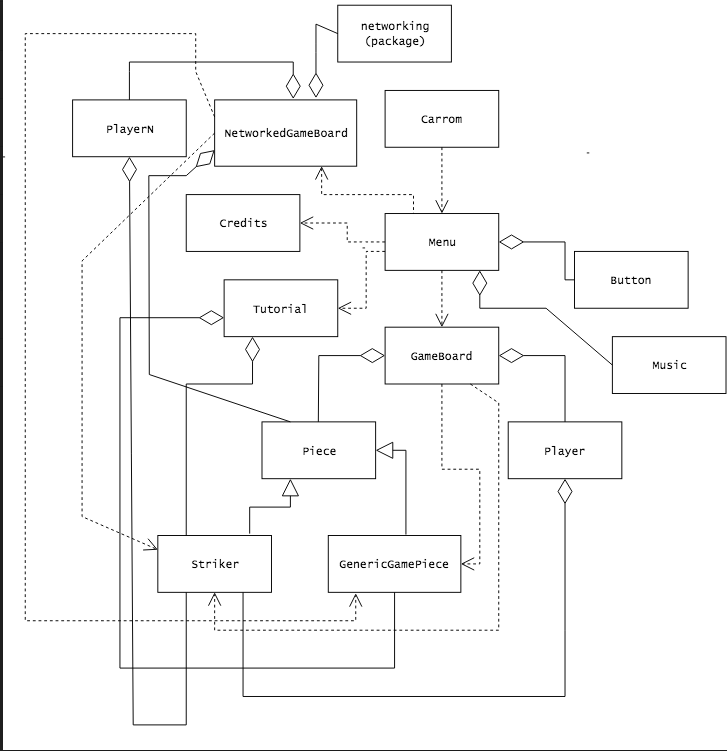 networking
(package)
PlayerN
NetworkedGameBoard
Carrom
Credits
Menu
Button
Tutorial
GameBoard
Music
Piece
Player
Striker
GenericGamePiece